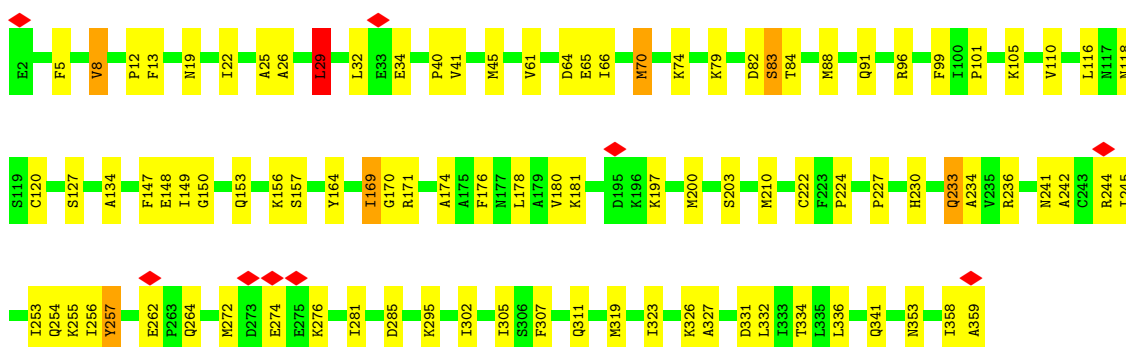 E2 F5 V8 P12 F13 N19 I22 A25 A26 L29 L32 E33 E34 P40 V41 M45 V61 D64 E65 I66 M70 K74 K79 D82 S83 T84 M88 Q91 R96 F99 I100 P101 K105 V110 L116 N117 N118
S119 C120 S127 A134 F147 E148 I149 G150 Q153 K156 S157 Y164 I169 G170 R171 A174 A175 F176 N177 L178 A179 V180 K181 D195 K196 K197 M200 S203 M210 C222 F223 P224 P227 H230 Q233 A234 V235 R236 N241 A242 C243 R244 I245
I253 Q254 K255 I256 Y257 E262 P263 Q264 M272 D273 E274 E275 K276 I281 D285 K295 I302 I305 S306 F307 Q311 M319 I323 K326 A327 D331 L332 I333 T334 L335 L336 Q341 N353 I358 A359